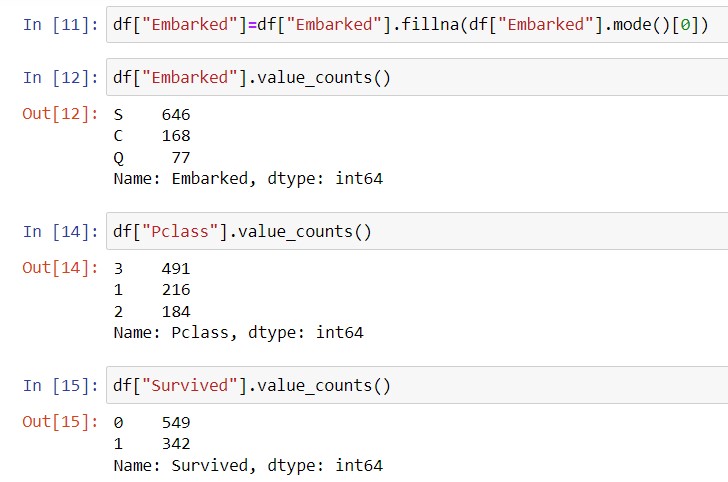 In [11]: df["Embarked"]=df["Embarked"].fillna(df["Embarked"].mode()[0])
In [12]: df["Embarked"].value_counts()
Out[12]: S    646
C    168
Q     77
Name: Embarked, dtype: int64
In [14]: df["Pclass"].value_counts()
Out[14]: 3    491
1    216
2    184
Name: Pclass, dtype: int64
In [15]: df["Survived"].value_counts()
Out[15]: 0    549
1    342
Name: Survived, dtype: int64